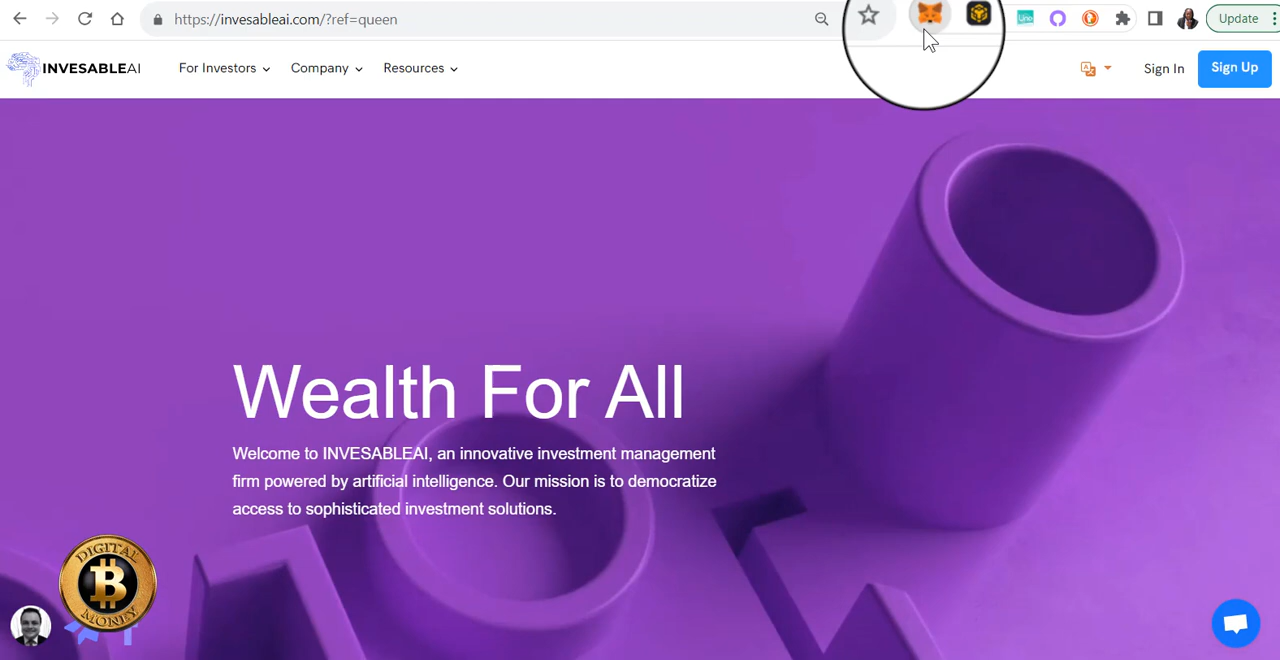 https://invesableai.com/?ref=queen
Update
INVESABLEAI
For Investors
Company
Resources
Sign In
Sign Up
Wealth For All
Welcome to INVESABLEAI, an innovative investment management
firm powered by artificial intelligence. Our mission is to democratize
access to sophisticated investment solutions.
DIGITAL
B
MONEY